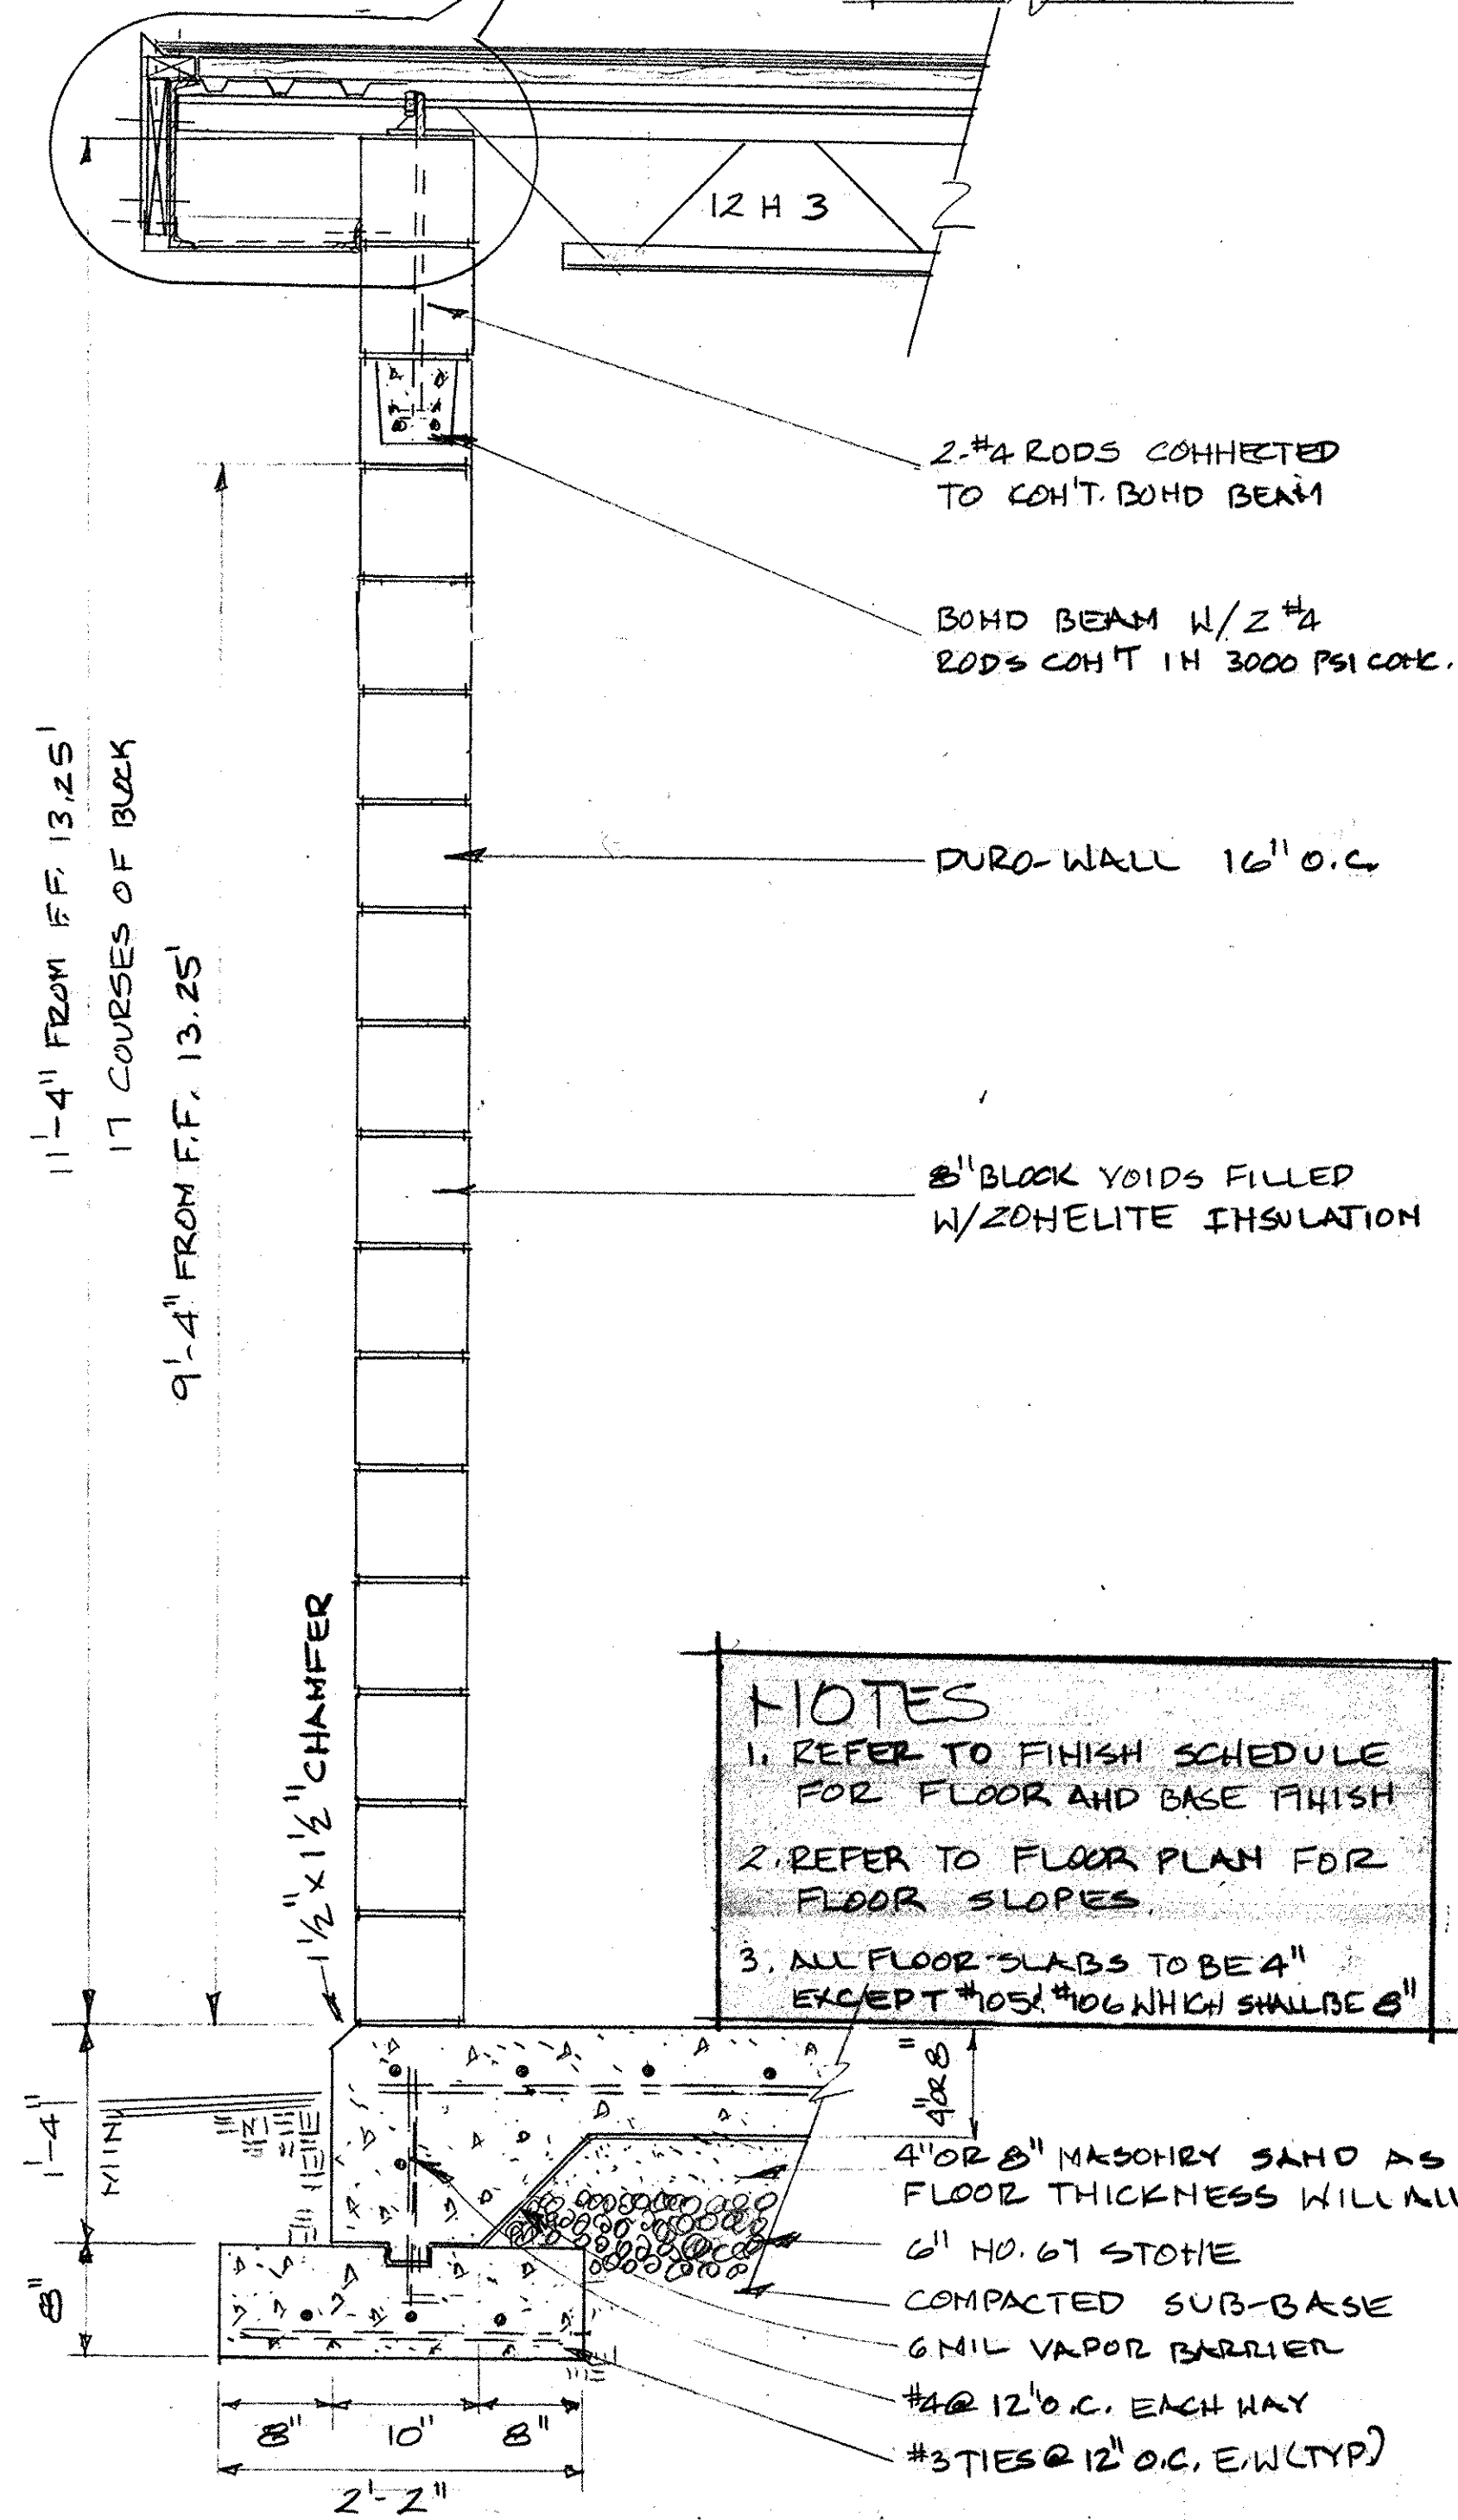 12 H 3
2-#4 RODS CONNECTED
TO CON'T. BOND BEAM
BOND BEAM W/2 #4
RODS CON'T IN 3000 PSI CONC.
DURO-WALL 16" O.C.
8" BLOCK VOIDS FILLED
W/ZONELITE INSULATION
11'-4" FROM F.F. 13.25'
17 COURSES OF BLOCK
9'-4" FROM F.F. 13.25'
1½" x 1½" CHAMFER
NOTES
1. REFER TO FINISH SCHEDULE
FOR FLOOR AND BASE FINISH
2. REFER TO FLOOR PLAN FOR
FLOOR SLOPES.
3. ALL FLOOR SLABS TO BE 4"
EXCEPT #105 & #106 WHICH SHALL BE 8"
1'-4"
MIN
8"
4" OR 8"
4" OR 8" MASONRY SAND AS
FLOOR THICKNESS WILL
6" NO. 67 STONE
COMPACTED SUB-BASE
6 MIL VAPOR BARRIER
#4@ 12" O.C. EACH WAY
#3 TIES @ 12" O.C. E.W (TYP.)
8" 10" 8"
2'-2"